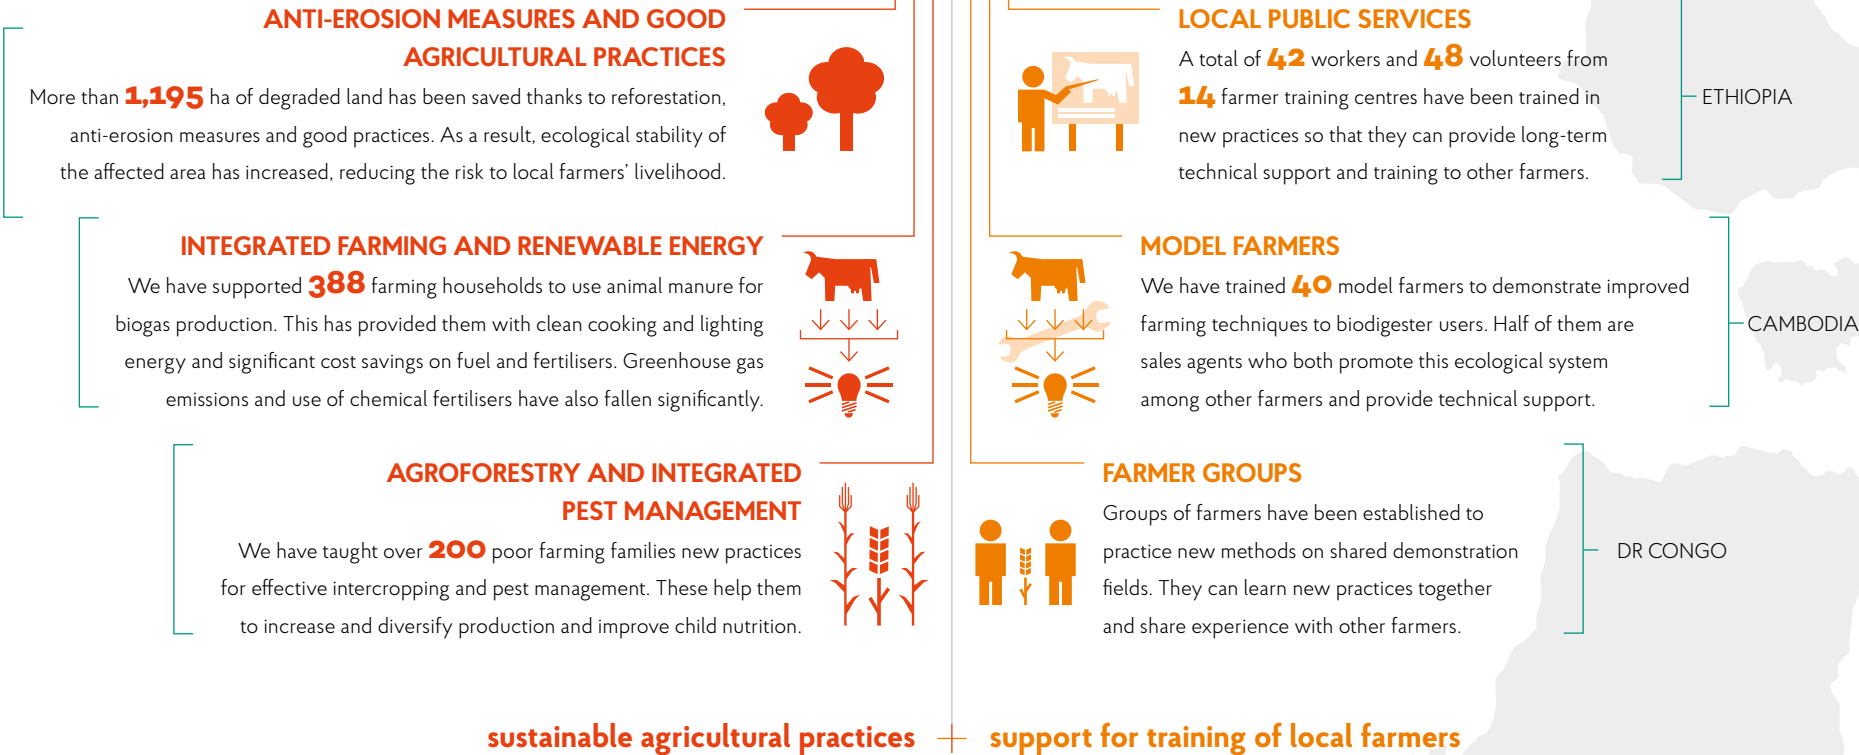 ANTI-EROSION MEASURES AND GOOD
AGRICULTURAL PRACTICES
More than 1,195 ha of degraded land has been saved thanks to reforestation,
anti-erosion measures and good practices. As a result, ecological stability of
the affected area has increased, reducing the risk to local farmers’ livelihood.
LOCAL PUBLIC SERVICES
A total of 42 workers and 48 volunteers from
14 farmer training centres have been trained in
new practices so that they can provide long-term
technical support and training to other farmers.
ETHIOPIA
INTEGRATED FARMING AND RENEWABLE ENERGY
We have supported 388 farming households to use animal manure for
biogas production. This has provided them with clean cooking and lighting
energy and significant cost savings on fuel and fertilisers. Greenhouse gas
emissions and use of chemical fertilisers have also fallen significantly.
MODEL FARMERS
We have trained 40 model farmers to demonstrate improved
farming techniques to biodigester users. Half of them are
sales agents who both promote this ecological system
among other farmers and provide technical support.
CAMBODIA
AGROFORESTRY AND INTEGRATED
PEST MANAGEMENT
We have taught over 200 poor farming families new practices
for effective intercropping and pest management. These help them
to increase and diversify production and improve child nutrition.
FARMER GROUPS
Groups of farmers have been established to
practice new methods on shared demonstration
fields. They can learn new practices together
and share experience with other farmers.
DR CONGO
sustainable agricultural practices
support for training of local farmers